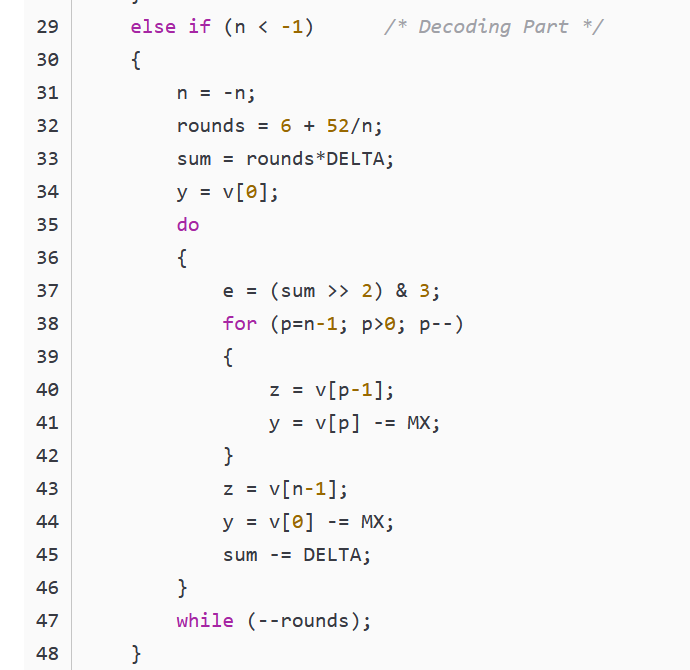 29 else if (n < -1) /* Decoding Part */
30 {
31 n = -n;
32 rounds = 6 + 52/n;
33 sum = rounds*DELTA;
34 y = v[0];
35 do
36 {
37 e = (sum >> 2) & 3;
38 for (p=n-1; p>0; p--)
39 {
40 z = v[p-1];
41 y = v[p] -= MX;
42 }
43 z = v[n-1];
44 y = v[0] -= MX;
45 sum -= DELTA;
46 }
47 while (--rounds);
48 }